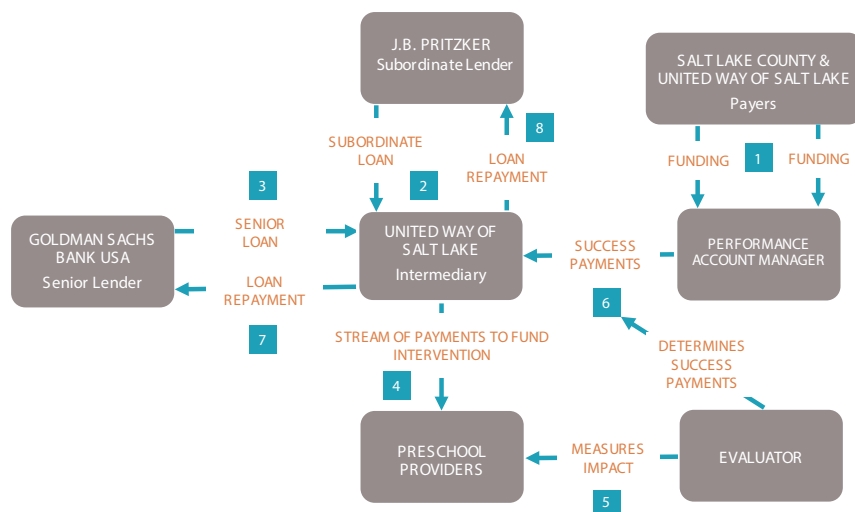 J.B. PRITZKER
Subordinate Lender
SALT LAKE COUNTY &
UNITED WAY OF SALT LAKE
Payers
8
1
SUBORDINATE
LOAN
LOAN
REPAYMENT
FUNDING
FUNDING
3
2
SENIOR
LOAN
GOLDMAN SACHS
BANK USA
Senior Lender
UNITED WAY OF
SALT LAKE
Intermediary
SUCCESS
PAYMENTS
PERFORMANCE
ACCOUNT MANAGER
LOAN
REPAYMENT
6
7
STREAM OF PAYMENTS TO FUND
INTERVENTION
DETERMINES
SUCCESS
PAYMENTS
4
PRESCHOOL
PROVIDERS
MEASURES
IMPACT
EVALUATOR
5